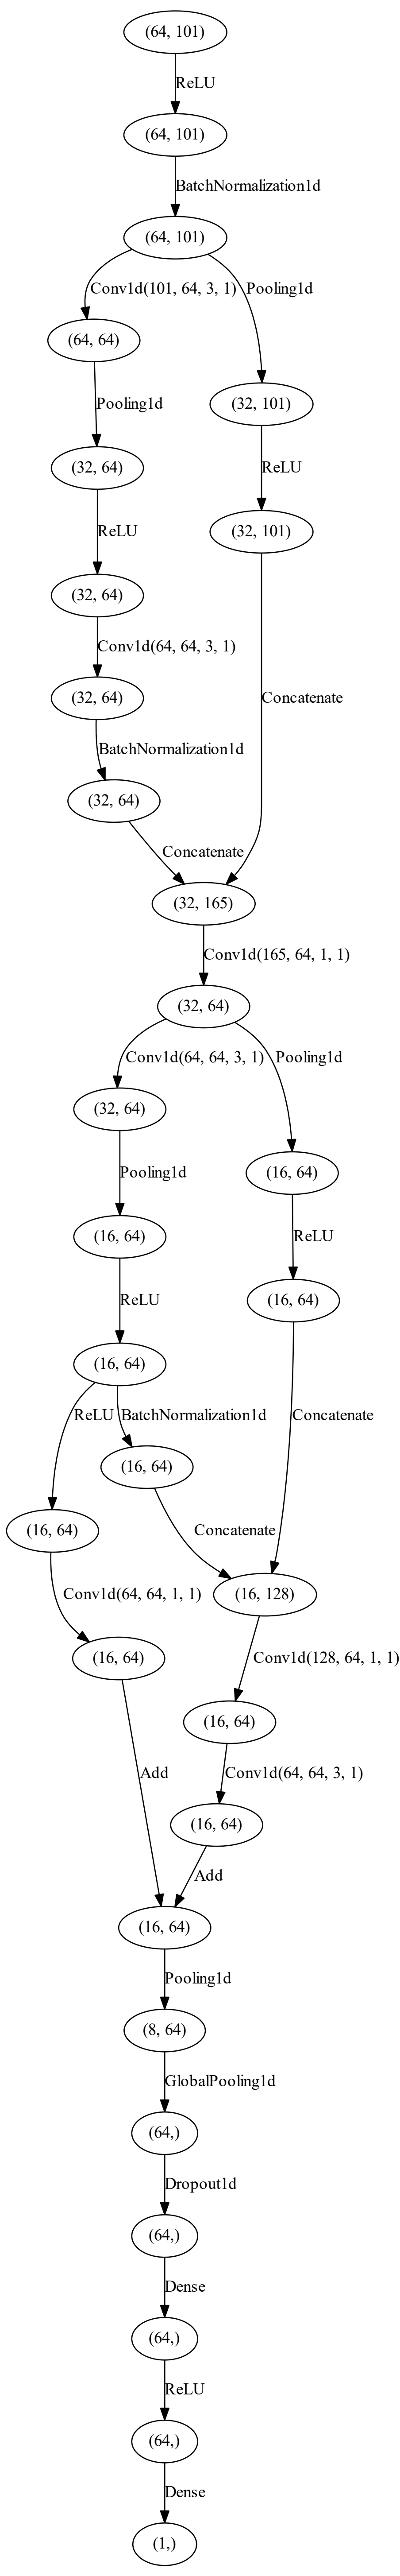 (64, 101)
ReLU
(64, 101)
BatchNormalization1d
(64, 101)
Conv1d(101, 64, 3, 1)
Pooling1d
(64, 64)
Pooling1d
(32, 101)
(32, 64)
ReLU
ReLU
(32, 101)
(32, 64)
Conv1d(64, 64, 3, 1)
(32, 64)
Concatenate
BatchNormalization1d
(32, 64)
Concatenate
(32, 165)
Conv1d(165, 64, 1, 1)
(32, 64)
Conv1d(64, 64, 3, 1)
Pooling1d
(32, 64)
Pooling1d
(16, 64)
(16, 64)
ReLU
ReLU
(16, 64)
(16, 64)
ReLU
BatchNormalization1d
Concatenate
(16, 64)
(16, 64)
Concatenate
Conv1d(64, 64, 1, 1)
(16, 128)
(16, 64)
Conv1d(128, 64, 1, 1)
(16, 64)
Add
Conv1d(64, 64, 3, 1)
(16, 64)
Add
(16, 64)
Pooling1d
(8, 64)
GlobalPooling1d
(64,)
Dropout1d
(64,)
Dense
(64,)
ReLU
(64,)
Dense
(1,)